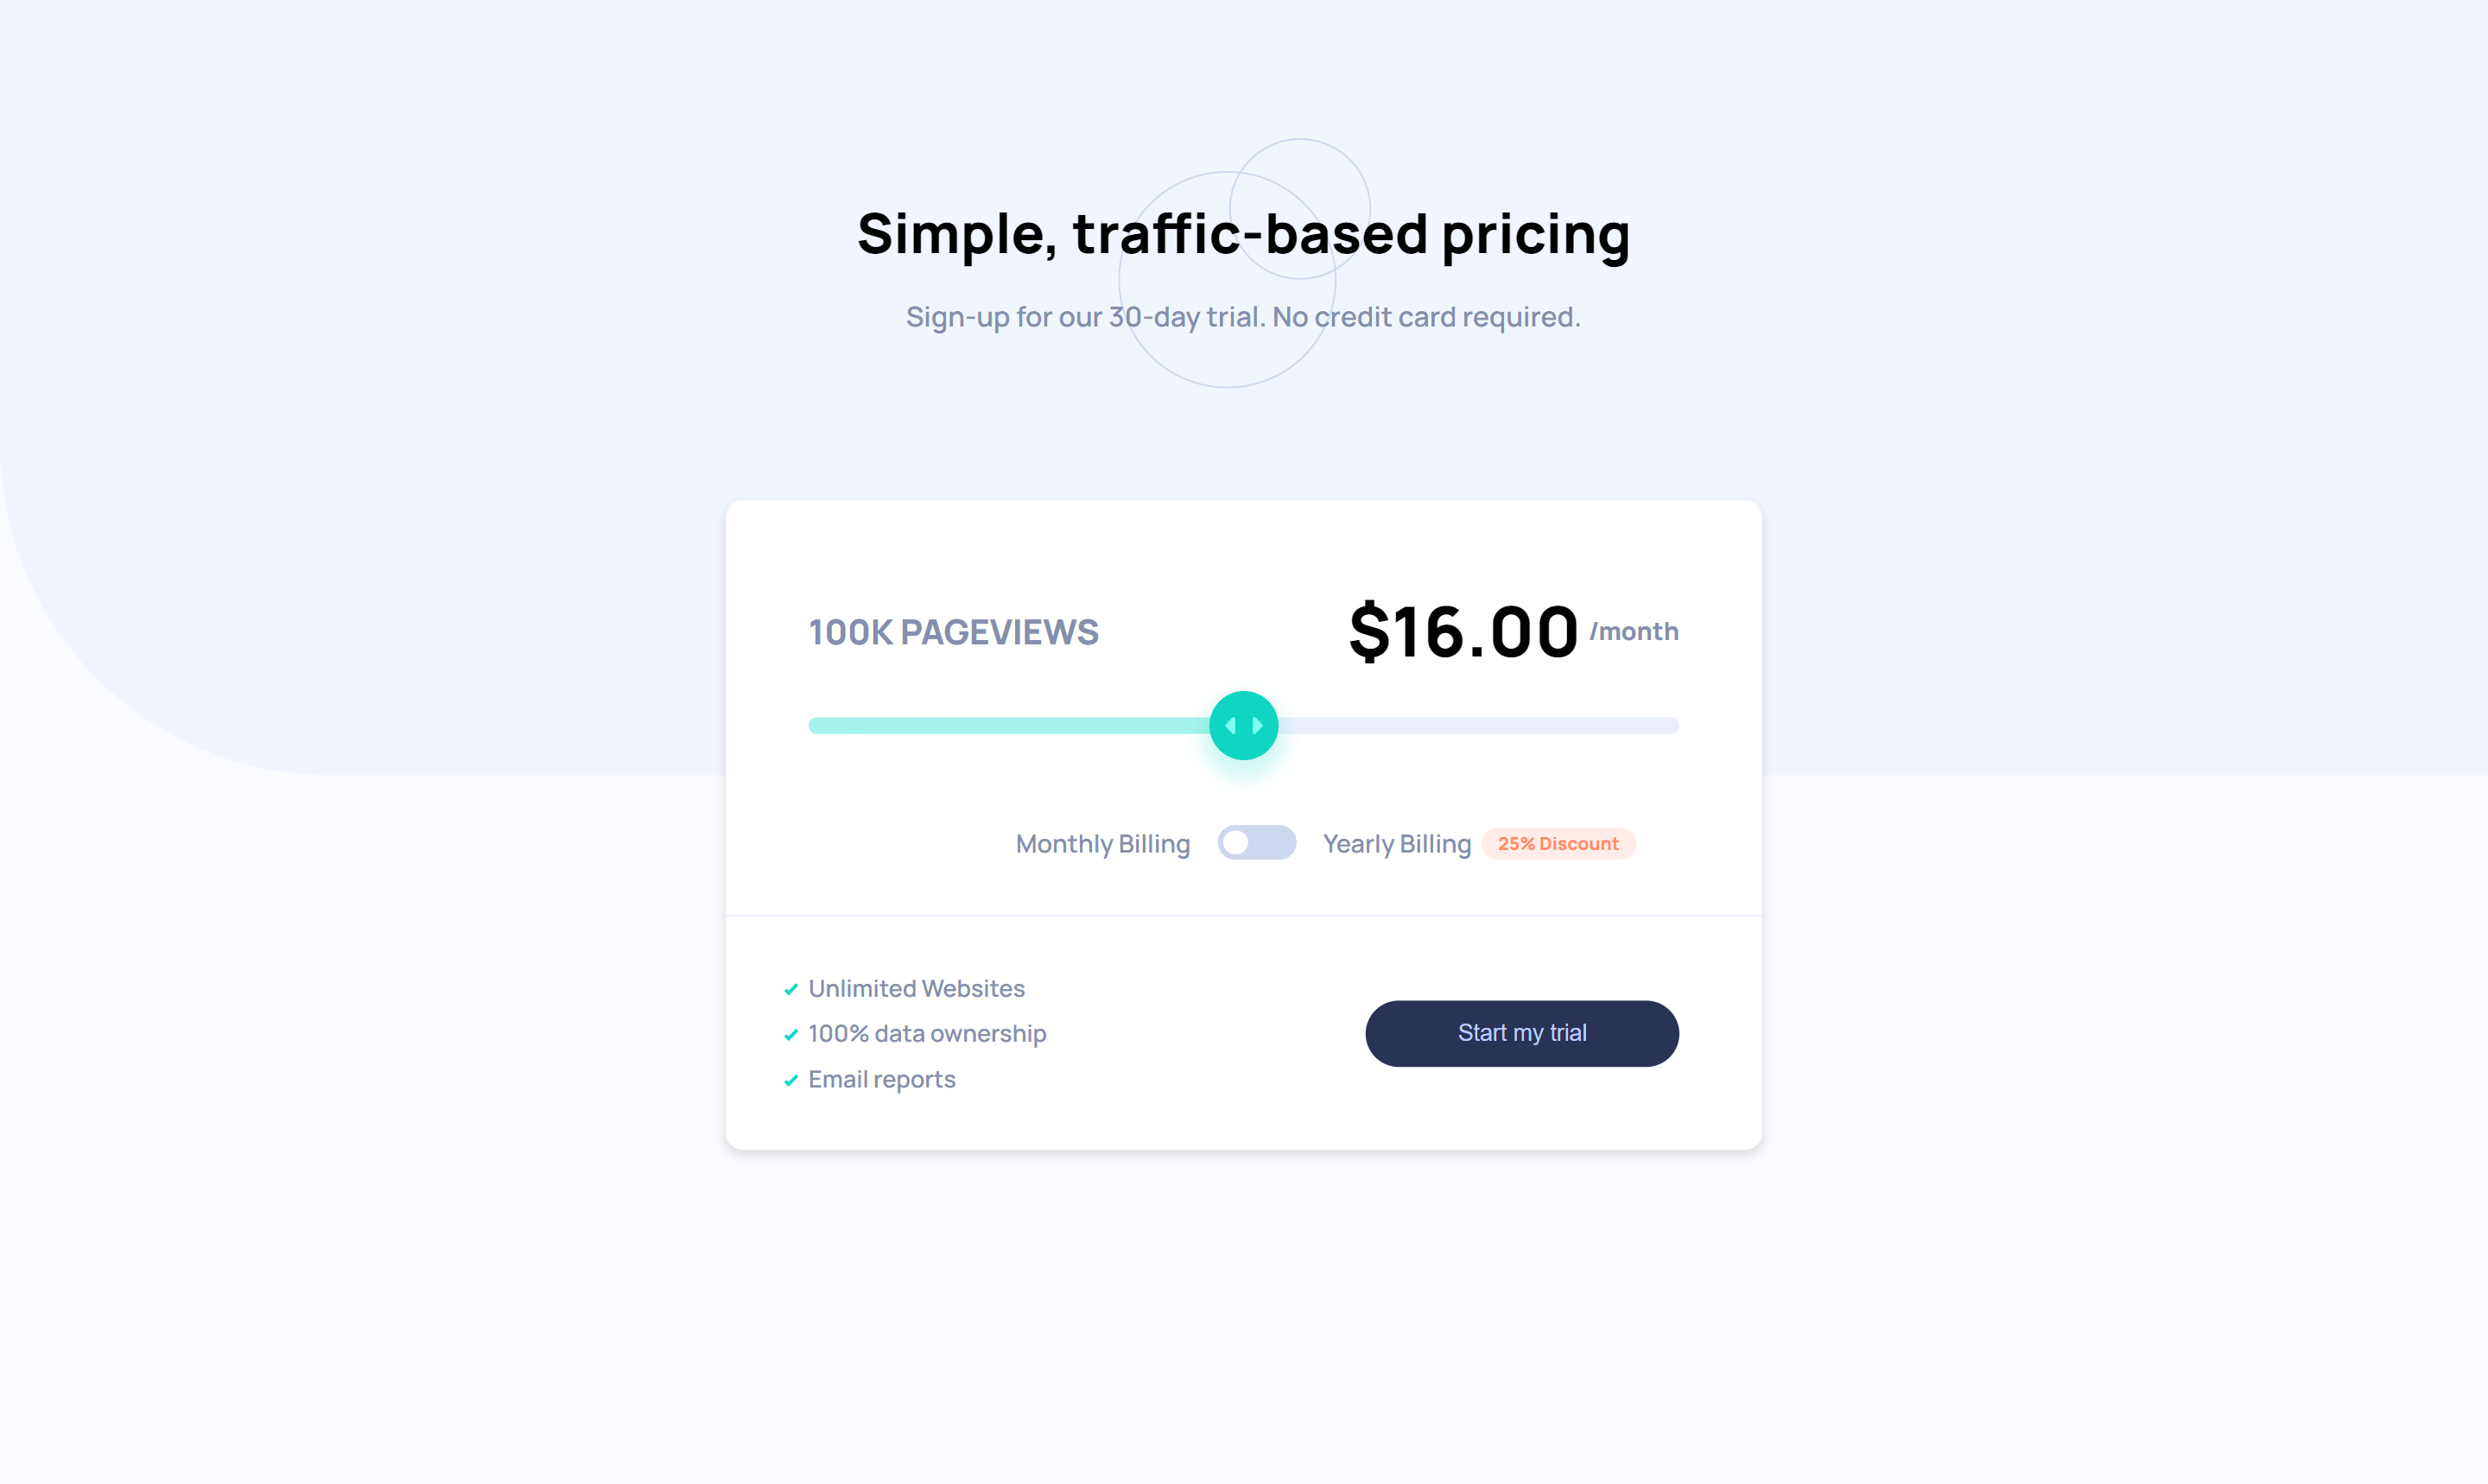 Simple, traffic-based pricing
Sign-up for our 30-day trial. No credit card required.
100K PAGEVIEWS
$16.00 /month
Monthly Billing
Yearly Billing 25% Discount
Unlimited Websites
100% data ownership
Email reports
Start my trial